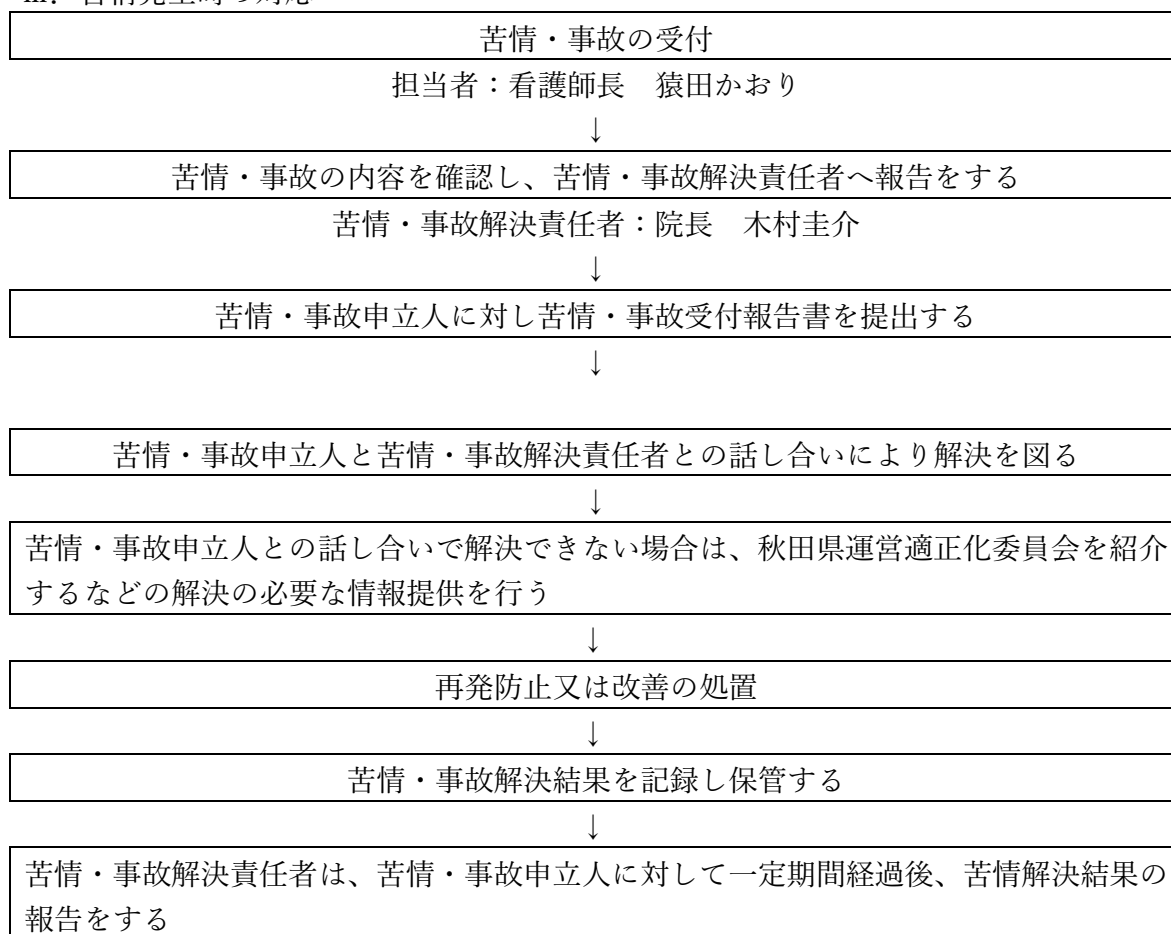 苦情・事故の受付
担当者：看護師長　猿田かおり
↓
苦情・事故の内容を確認し、苦情・事故解決責任者へ報告をする
苦情・事故解決責任者：院長　木村圭介
↓
苦情・事故申立人に対し苦情・事故受付報告書を提出する
↓
苦情・事故申立人と苦情・事故解決責任者との話し合いにより解決を図る
↓
苦情・事故申立人との話し合いで解決できない場合は、秋田県運営適正化委員会を紹介
するなどの解決の必要な情報提供を行う
↓
再発防止又は改善の処置
↓
苦情・事故解決結果を記録し保管する
↓
苦情・事故解決責任者は、苦情・事故申立人に対して一定期間経過後、苦情解決結果の
報告をする